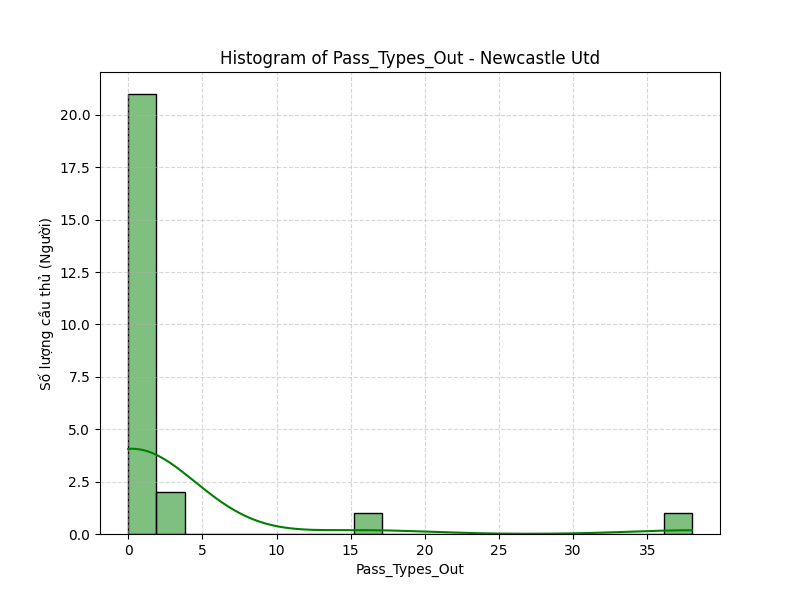 Histogram of Pass_Types_Out - Newcastle Utd
20.0
17.5
15.0
12.5
10.0
7.5
5.0
2.5
0.0
Số lượng cầu thủ (Người)
0 5 10 15 20 25 30 35
Pass_Types_Out